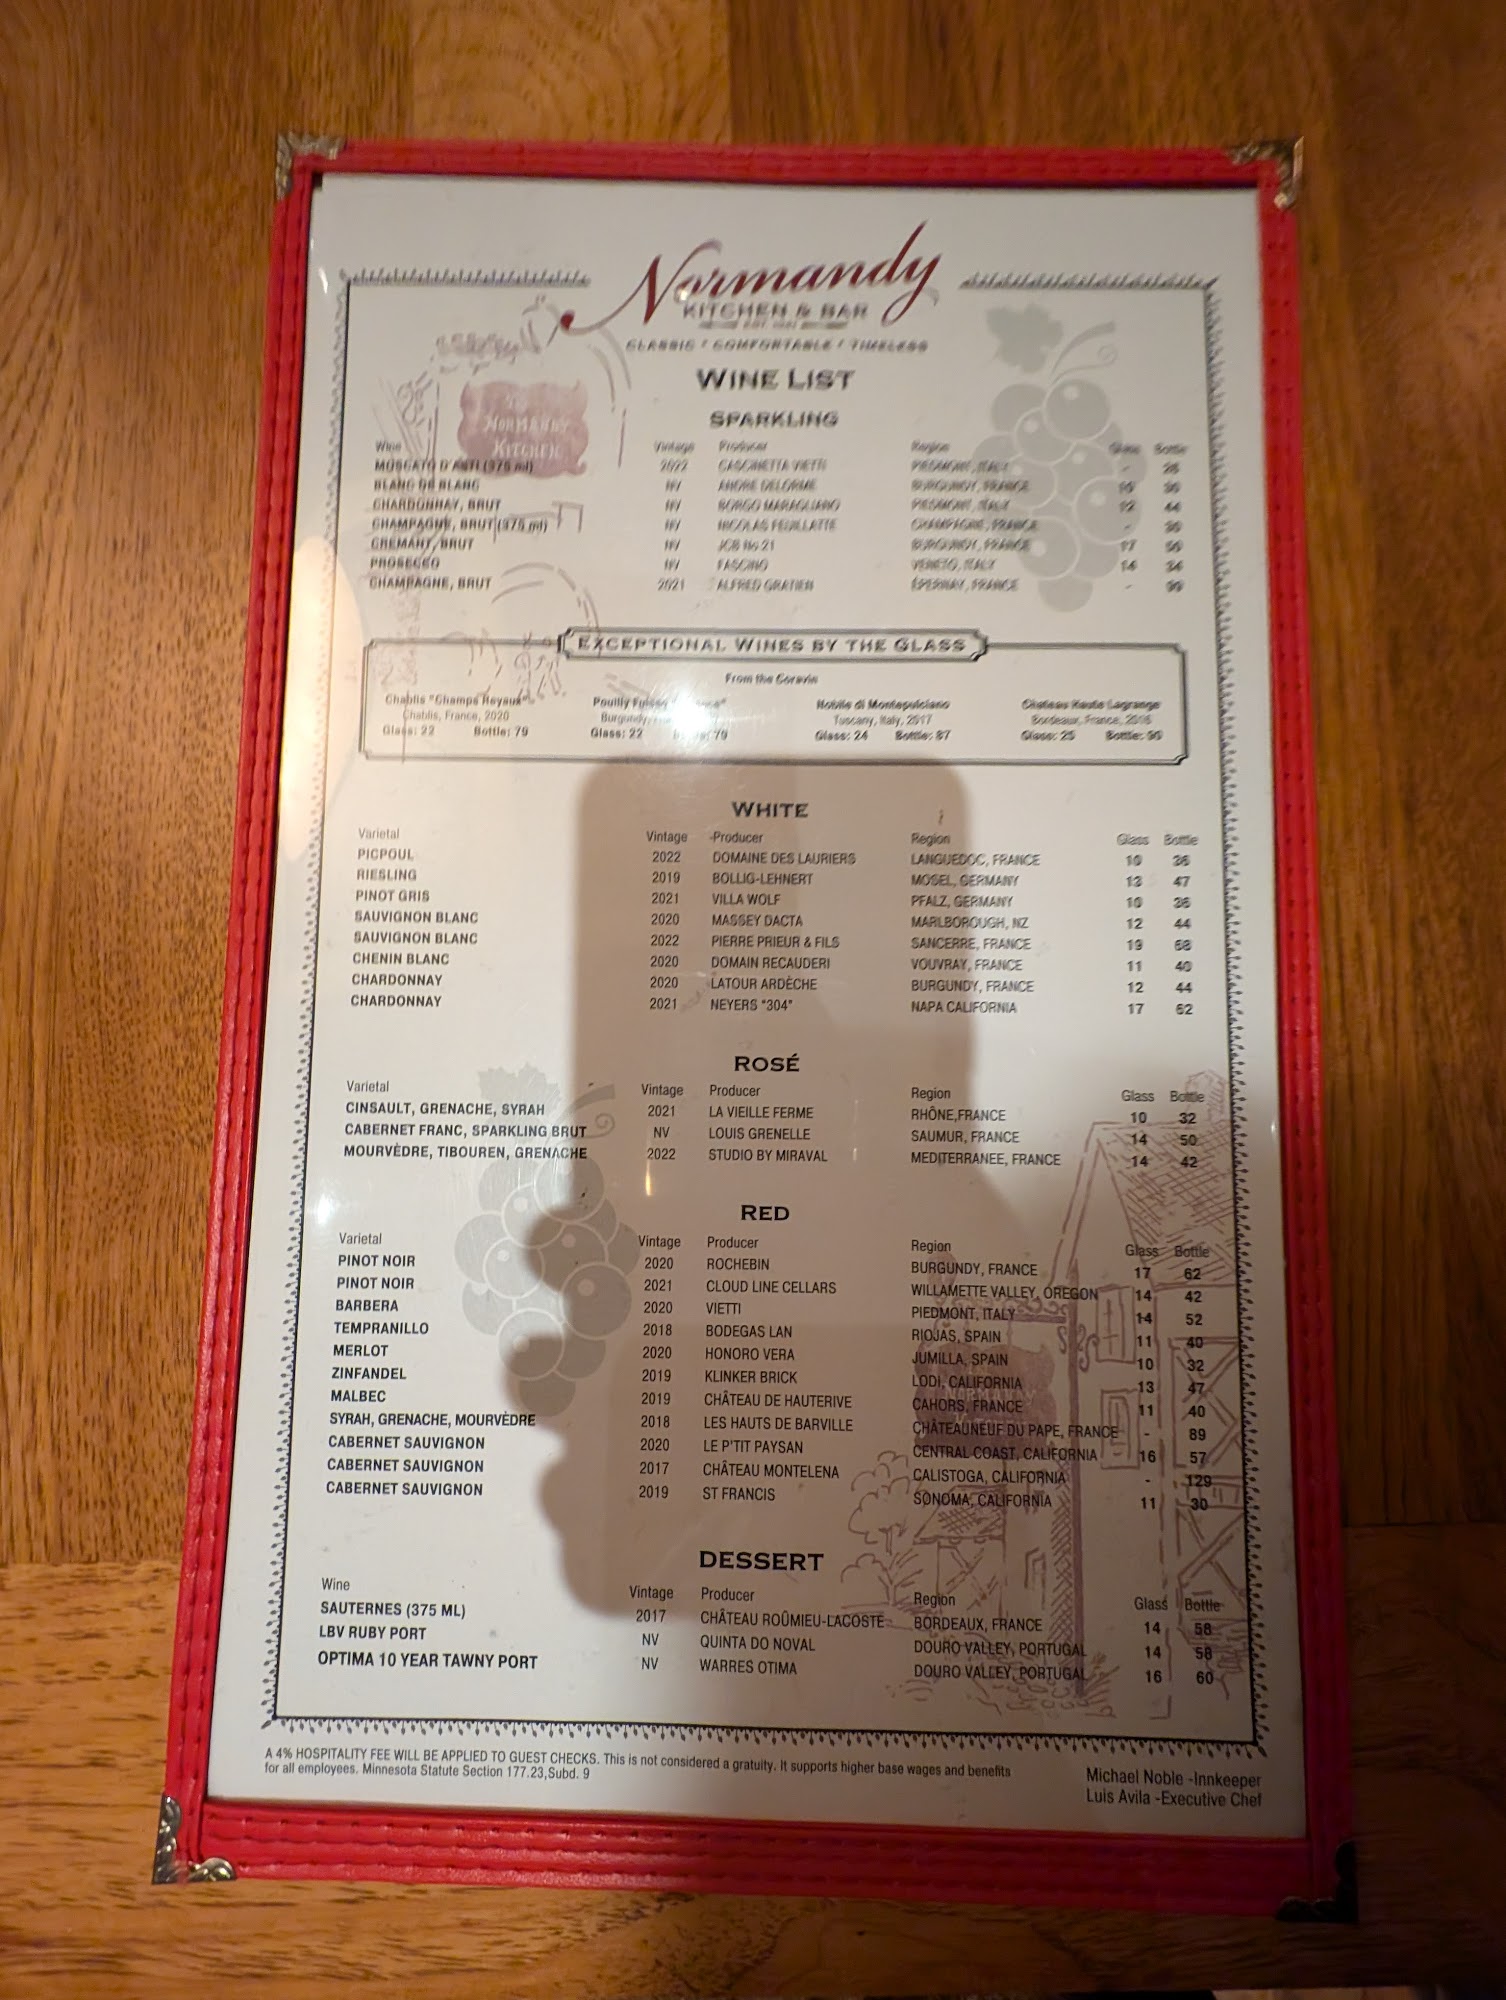 Normandy
KITCHEN & BAR
CLASSIC * COMFORTABLE * TIMELESS
WINE LIST
NORMANDY
KITCHEN
SPARKLING
Wine Vintage Producer Region Glass Bottle
MOSCATO D'ASTI (375 ml) 2022 CASCINETTA VIETTI PIEDMONT, ITALY -
BLANC DE BLANC NV ANDRE DELORME BURGUNDY, FRANCE
CHARDONNAY, BRUT NV BORGO MARAGLIANO PIEDMONT, ITALY 12 44
CHAMPAGNE, BRUT (375 ml) NV NICOLAS FEUILLATTE CHAMPAGNE, FRANCE -
CREMANT, BRUT NV JCB No 21 BURGUNDY, FRANCE 17
PROSECCO NV FASCINO VENETO, ITALY 14 34
CHAMPAGNE, BRUT 2021 ALFRED GRATIEN ÉPERNAY, FRANCE -
EXCEPTIONAL WINES BY THE GLASS
From the Coravin
Chablis "Champs Royaux" Pouilly Nobile di Montepulciano Chateau Haute Lagrange
Chablis, France, 2020 Burgundy, Tuscany, Italy, 2017 Bordeaux, France,
Glass: 22 Bottle: 79 Glass: 22 79 Glass: 24 Bottle: 87 Glass: 25 Bottle:
WHITE
Varietal Vintage -Producer Region Glass Bottle
PICPOUL 2022 DOMAINE DES LAURIERS LANGUEDOC, FRANCE 10 36
RIESLING 2019 BOLLIG-LEHNERT MOSEL, GERMANY 13 47
PINOT GRIS 2021 VILLA WOLF PFALZ, GERMANY 10 36
SAUVIGNON BLANC 2020 MASSEY DACTA MARLBOROUGH, NZ 12 44
SAUVIGNON BLANC 2022 PIERRE PRIEUR & FILS SANCERRE, FRANCE 19 68
CHENIN BLANC 2020 DOMAIN RECAUDERI VOUVRAY, FRANCE 11 40
CHARDONNAY 2020 LATOUR ARDÈCHE BURGUNDY, FRANCE 12 44
CHARDONNAY 2021 NEYERS "304" NAPA CALIFORNIA 17 62
ROSÉ
Varietal Vintage Producer Region Glass Bottle
CINSAULT, GRENACHE, SYRAH 2021 LA VIEILLE FERME RHÔNE,FRANCE 10 32
CABERNET FRANC, SPARKLING BRUT NV LOUIS GRENELLE SAUMUR, FRANCE 14 50
MOURVÈDRE, TIBOUREN, GRENACHE 2022 STUDIO BY MIRAVAL MEDITERRANEE, FRANCE 14 42
RED
Varietal Vintage Producer Region Glass Bottle
PINOT NOIR 2020 ROCHEBIN BURGUNDY, FRANCE 17 62
PINOT NOIR 2021 CLOUD LINE CELLARS WILLAMETTE VALLEY, OREGON 14 42
BARBERA 2020 VIETTI PIEDMONT, ITALY 14 52
TEMPRANILLO 2018 BODEGAS LAN RIOJAS, SPAIN 11 40
MERLOT 2020 HONORO VERA JUMILLA, SPAIN 10 32
ZINFANDEL 2019 KLINKER BRICK LODI, CALIFORNIA 13 47
MALBEC 2019 CHÂTEAU DE HAUTERIVE CAHORS, FRANCE 11 40
SYRAH, GRENACHE, MOURVÈDRE 2018 LES HAUTS DE BARVILLE CHÂTEAUNEUF DU PAPE, FRANCE - 89
CABERNET SAUVIGNON 2020 LE P'TIT PAYSAN CENTRAL COAST, CALIFORNIA 16 57
CABERNET SAUVIGNON 2017 CHÂTEAU MONTELENA CALISTOGA, CALIFORNIA - 129
CABERNET SAUVIGNON 2019 ST FRANCIS SONOMA, CALIFORNIA 11 30
DESSERT
Wine Vintage Producer Region Glass Bottle
SAUTERNES (375 ML) 2017 CHÂTEAU ROÛMIEU-LACOSTE BORDEAUX, FRANCE 14 58
LBV RUBY PORT NV QUINTA DO NOVAL DOURO VALLEY, PORTUGAL 14 58
OPTIMA 10 YEAR TAWNY PORT NV WARRES OTIMA DOURO VALLEY, PORTUGAL 16 60
A 4% HOSPITALITY FEE WILL BE APPLIED TO GUEST CHECKS. This is not considered a gratuity. It supports higher base wages and benefits
for all employees. Minnesota Statute Section 177.23,Subd. 9
Michael Noble -Innkeeper
Luis Avila -Executive Chef